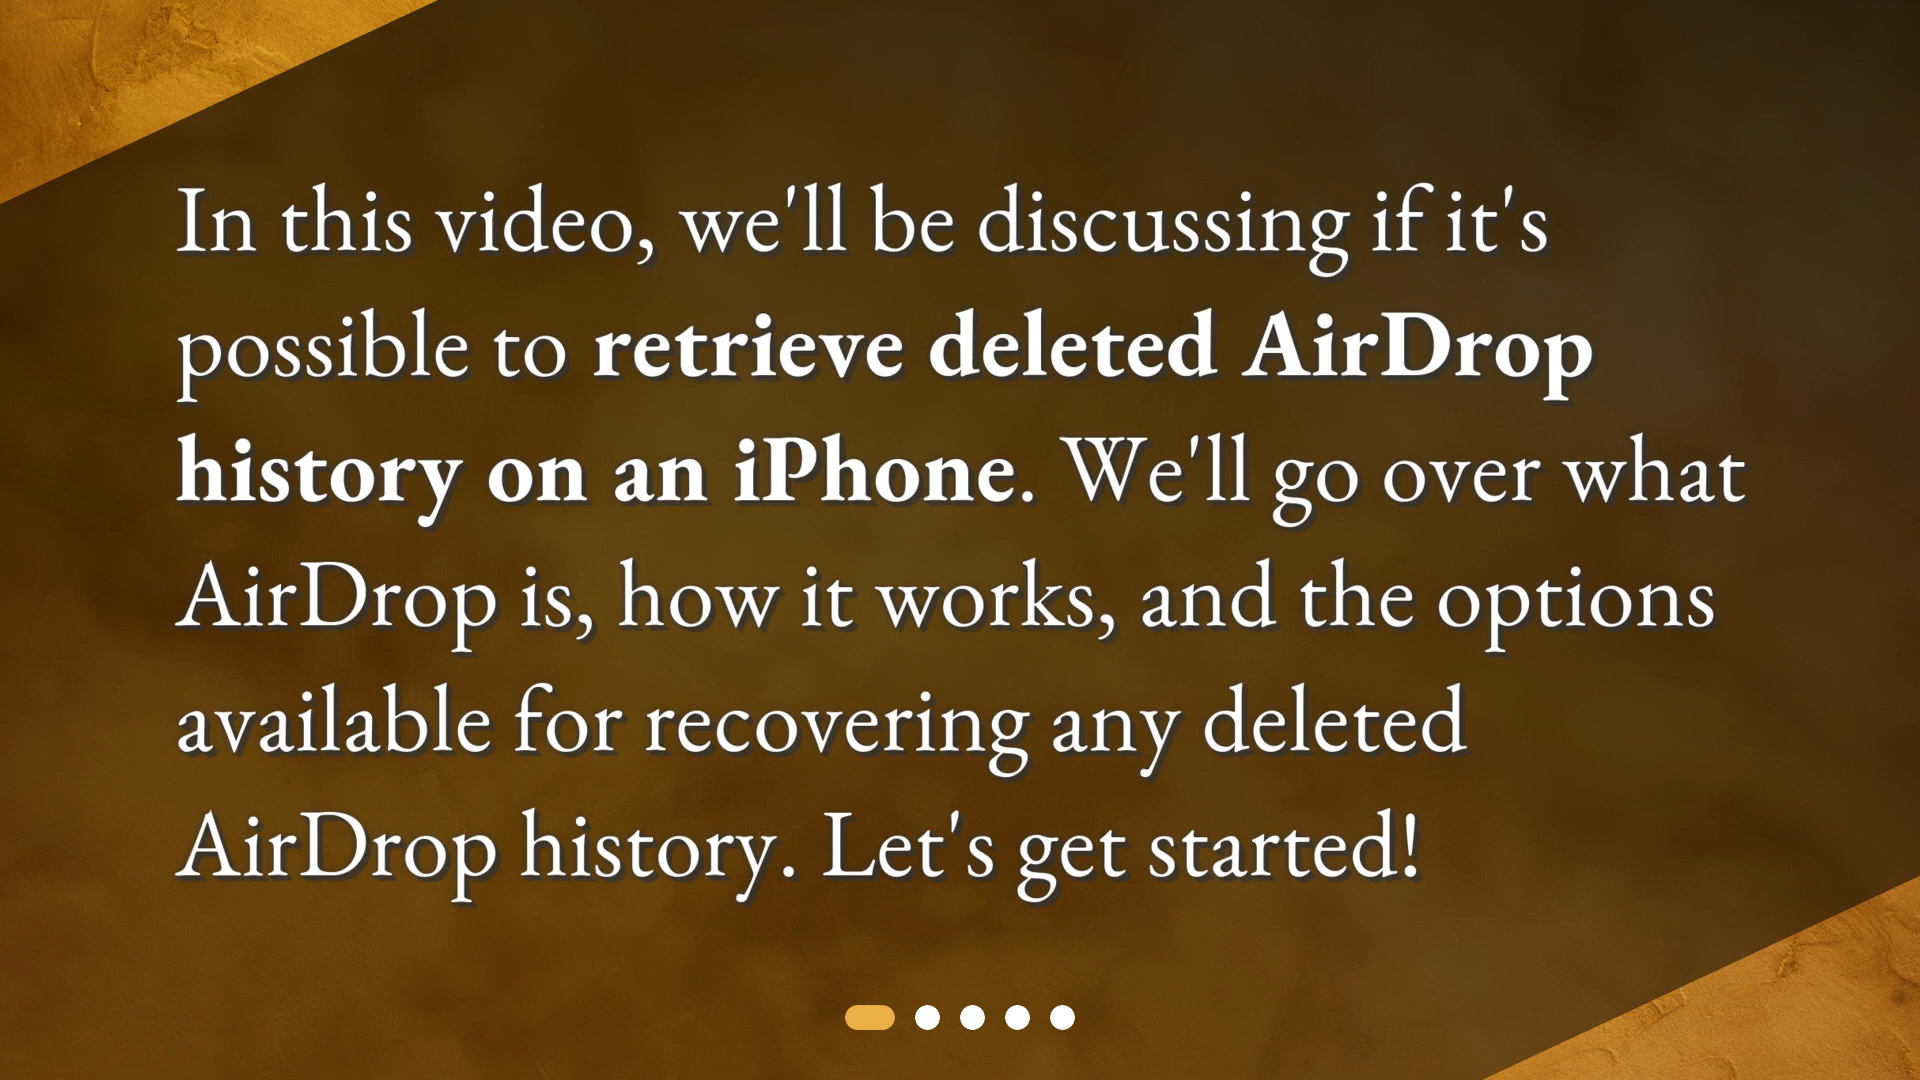 In this video, we'll be discussing if it's
possible to retrieve deleted AirDrop
history on an iPhone. We'll go over what
AirDrop is, how it works, and the options
available for recovering any deleted
AirDrop history. Let's get started!